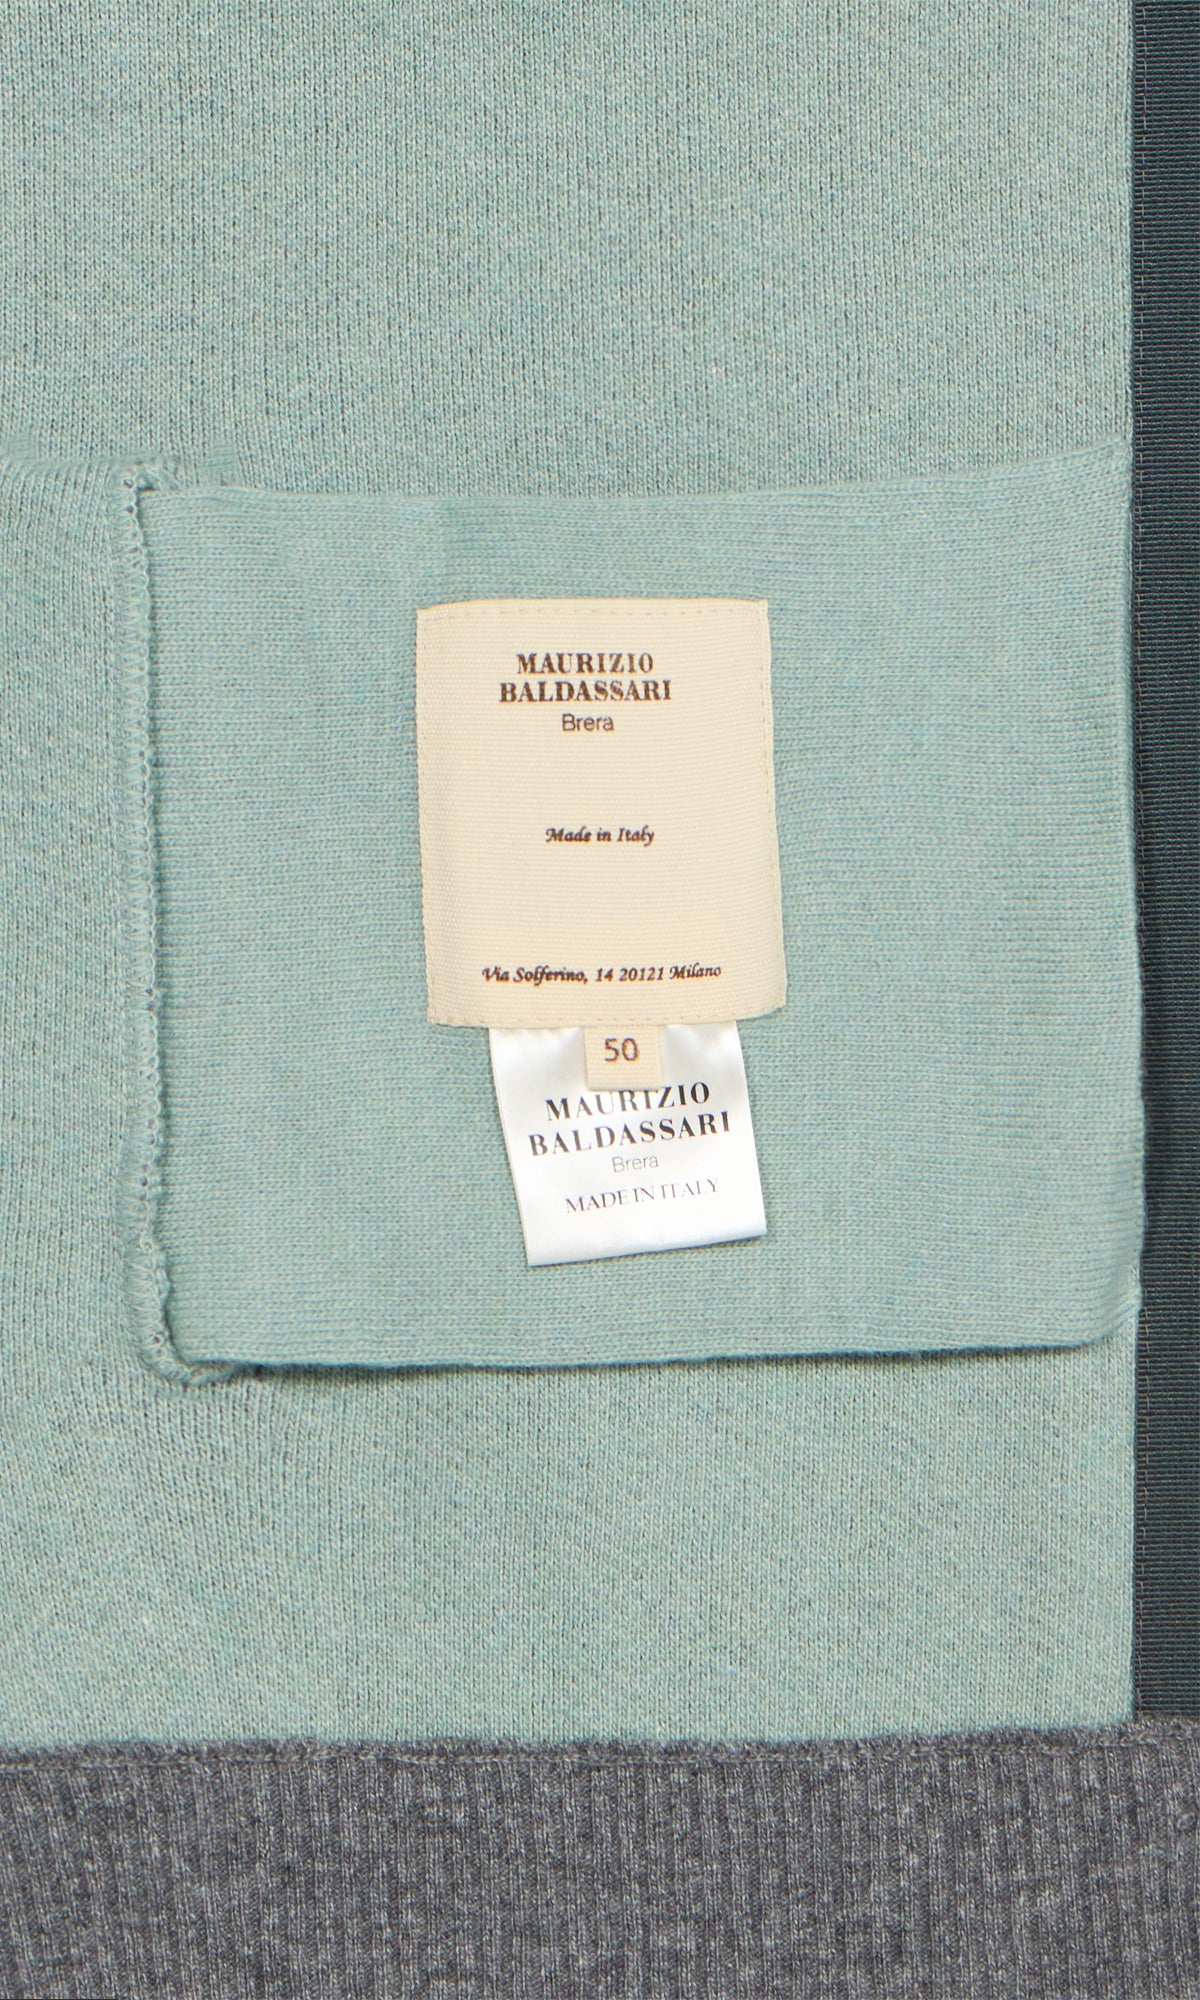 MAURIZIO
BALDASSARI
Brera
Made in Italy
Via Solferino, 14 20121 Milano
50
MAURIZIO
BALDASSARI
Brera
MADE IN ITALY